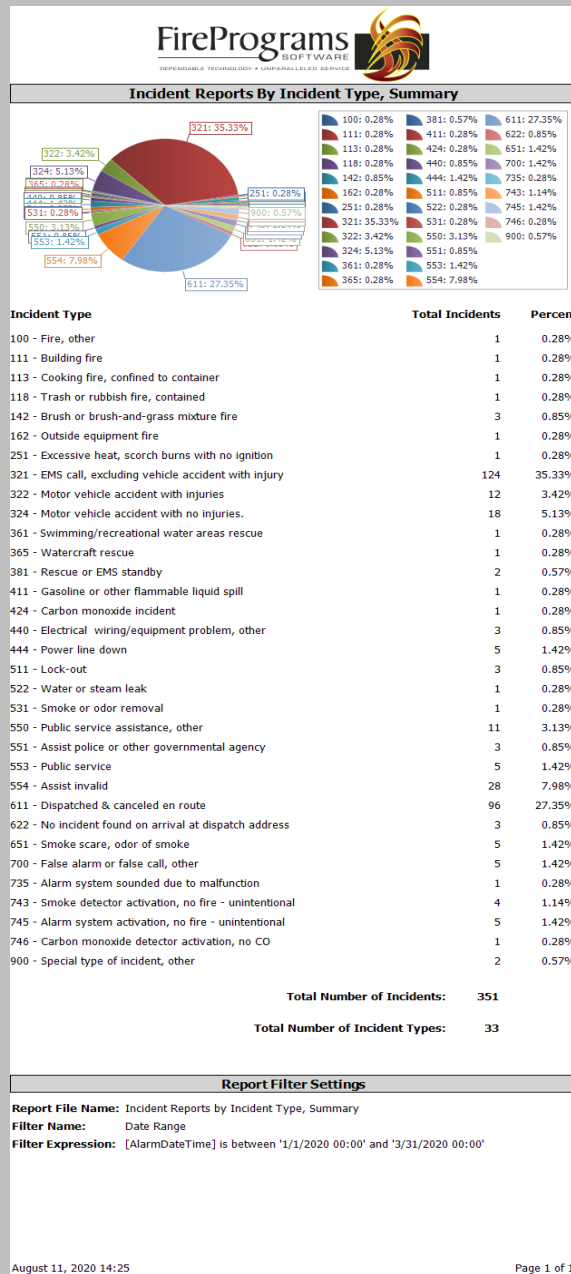 FirePrograms
SOFTWARE
DEPENDABLE TECHNOLOGY • UNPARALLELED SERVICE
Incident Reports By Incident Type, Summary
321: 35.33%
322: 3.42%
324: 5.13%
365: 0.28%
531: 0.28%
550: 3.13%
553: 1.42%
554: 7.98%
611: 27.35%
251: 0.28%
900: 0.57%
100: 0.28% 381: 0.57% 611: 27.35%
111: 0.28% 411: 0.28% 622: 0.85%
113: 0.28% 424: 0.28% 651: 1.42%
118: 0.28% 440: 0.85% 700: 1.42%
142: 0.85% 444: 1.42% 735: 0.28%
162: 0.28% 511: 0.85% 743: 1.14%
251: 0.28% 522: 0.28% 745: 1.42%
321: 35.33% 531: 0.28% 746: 0.28%
322: 3.42% 550: 3.13% 900: 0.57%
324: 5.13% 551: 0.85%
361: 0.28% 553: 1.42%
365: 0.28% 554: 7.98%
Incident Type Total Incidents Percen
100 - Fire, other 1 0.28%
111 - Building fire 1 0.28%
113 - Cooking fire, confined to container 1 0.28%
118 - Trash or rubbish fire, contained 1 0.28%
142 - Brush or brush-and-grass mixture fire 3 0.85%
162 - Outside equipment fire 1 0.28%
251 - Excessive heat, scorch burns with no ignition 1 0.28%
321 - EMS call, excluding vehicle accident with injury 124 35.33%
322 - Motor vehicle accident with injuries 12 3.42%
324 - Motor vehicle accident with no injuries. 18 5.13%
361 - Swimming/recreational water areas rescue 1 0.28%
365 - Watercraft rescue 1 0.28%
381 - Rescue or EMS standby 2 0.57%
411 - Gasoline or other flammable liquid spill 1 0.28%
424 - Carbon monoxide incident 1 0.28%
440 - Electrical wiring/equipment problem, other 3 0.85%
444 - Power line down 5 1.42%
511 - Lock-out 3 0.85%
522 - Water or steam leak 1 0.28%
531 - Smoke or odor removal 1 0.28%
550 - Public service assistance, other 11 3.13%
551 - Assist police or other governmental agency 3 0.85%
553 - Public service 5 1.42%
554 - Assist invalid 28 7.98%
611 - Dispatched & canceled en route 96 27.35%
622 - No incident found on arrival at dispatch address 3 0.85%
651 - Smoke scare, odor of smoke 5 1.42%
700 - False alarm or false call, other 5 1.42%
735 - Alarm system sounded due to malfunction 1 0.28%
743 - Smoke detector activation, no fire - unintentional 4 1.14%
745 - Alarm system activation, no fire - unintentional 5 1.42%
746 - Carbon monoxide detector activation, no CO 1 0.28%
900 - Special type of incident, other 2 0.57%
Total Number of Incidents: 351
Total Number of Incident Types: 33
Report Filter Settings
Report File Name: Incident Reports by Incident Type, Summary
Filter Name: Date Range
Filter Expression: [AlarmDateTime] is between '1/1/2020 00:00' and '3/31/2020 00:00'
August 11, 2020 14:25 Page 1 of 1